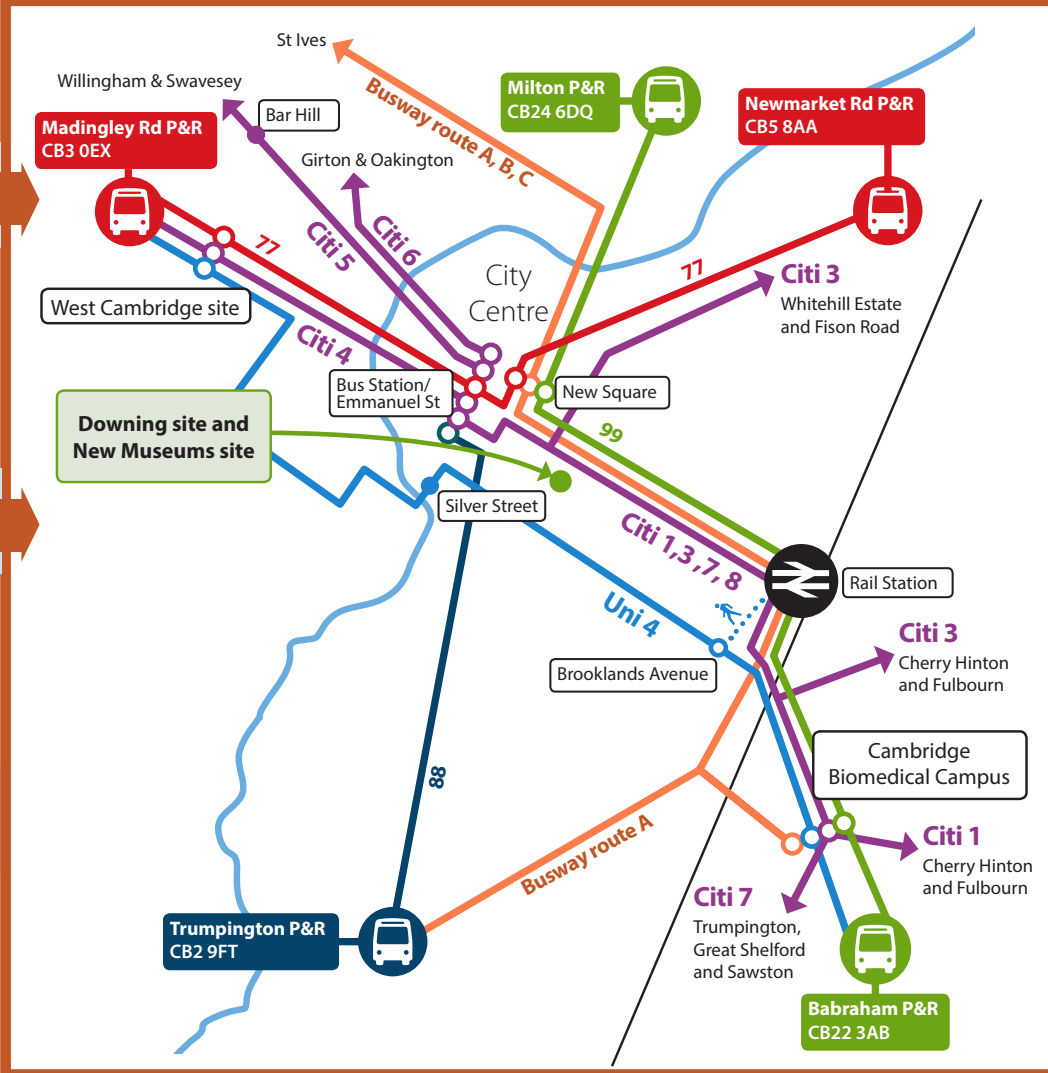 St Ives
Willingham & Swavesey
Bar Hill
Madingley Rd P&R
CB3 0EX
Girton & Oakington
Busway route A, B, C
Milton P&R
CB24 6DQ
Newmarket Rd P&R
CB5 8AA
77
Citi 5
Citi 6
City
Centre
77
Citi 3
Whitehill Estate
and Fison Road
West Cambridge site
Citi 4
Bus Station/
Emmanuel St
New Square
Downing site and
New Museums site
99
Silver Street
Citi 1,3 ,7, 8
Rail Station
Uni 4
Citi 3
Cherry Hinton
and Fulbourn
Brooklands Avenue
Cambridge
Biomedical Campus
88
Busway route A
Citi 1
Cherry Hinton
and Fulbourn
Citi 7
Trumpington,
Great Shelford
and Sawston
Trumpington P&R
CB2 9FT
Babraham P&R
CB22 3AB